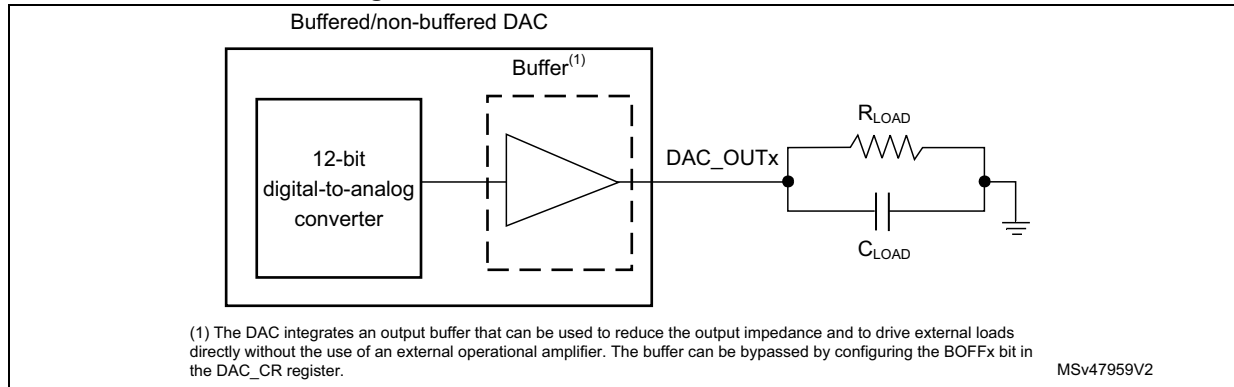 Buffered/non-buffered DAC
Buffer(1)
12-bit
digital-to-analog
converter
DAC_OUTx
RLOAD
CLOAD
(1) The DAC integrates an output buffer that can be used to reduce the output impedance and to drive external loads
directly without the use of an external operational amplifier. The buffer can be bypassed by configuring the BOFFx bit in
the DAC_CR register.
MSv47959V2